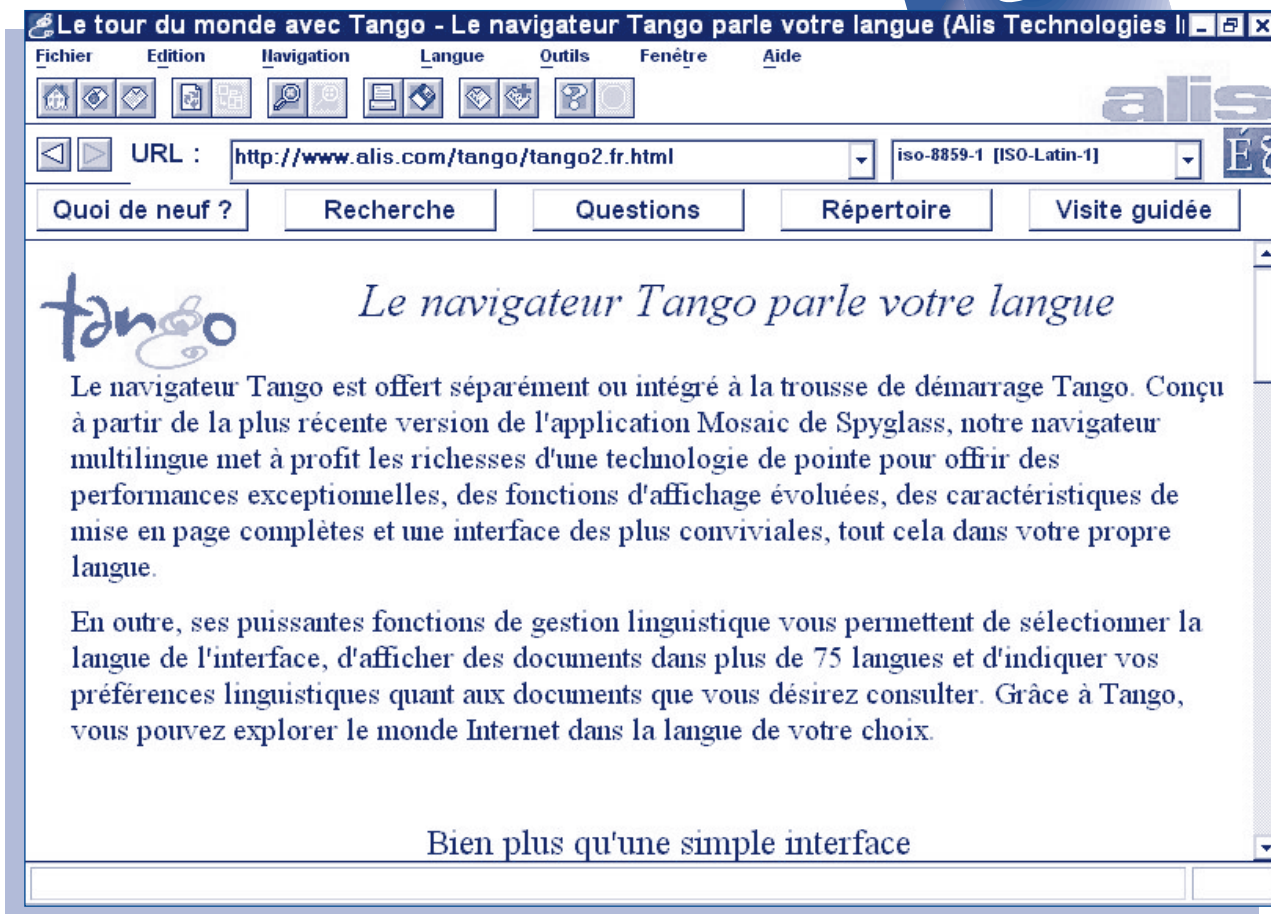 Le tour du monde avec Tango - Le navigateur Tango parle votre langue (Alis Technologies
Fichier Edition Navigation Langue Outils Fenêtre Aide
alis
URL : http://www.alis.com/tango/tango2.fr.html iso-8859-1 [ISO-Latin-1]
Quoi de neuf ? Recherche Questions Répertoire Visite guidée
tango
Le navigateur Tango parle votre langue
Le navigateur Tango est offert séparément ou intégré à la trousse de démarrage Tango. Conçu
à partir de la plus récente version de l'application Mosaic de Spyglass, notre navigateur
multilingue met à profit les richesses d'une technologie de pointe pour offrir des
performances exceptionnelles, des fonctions d'affichage évoluées, des caractéristiques de
mise en page complètes et une interface des plus conviviales, tout cela dans votre propre
langue.
En outre, ses puissantes fonctions de gestion linguistique vous permettent de sélectionner la
langue de l'interface, d'afficher des documents dans plus de 75 langues et d'indiquer vos
préférences linguistiques quant aux documents que vous désirez consulter. Grâce à Tango,
vous pouvez explorer le monde Internet dans la langue de votre choix.
Bien plus qu'une simple interface